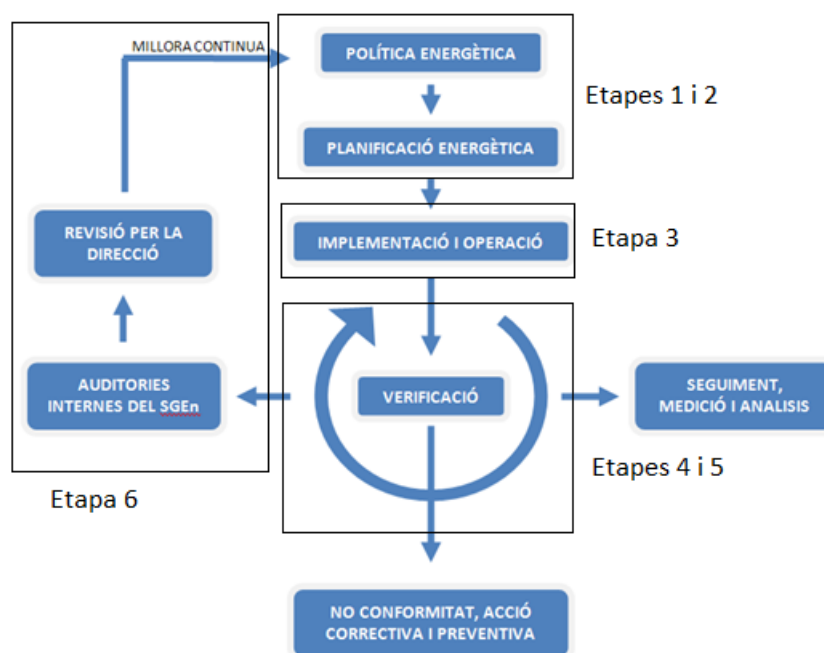 MILLORA CONTINUA
POLÍTICA ENERGÈTICA
Etapes 1 i 2
PLANIFICACIÓ ENERGÈTICA
REVISIÓ PER LA
DIRECCIÓ
IMPLEMENTACIÓ I OPERACIÓ
Etapa 3
AUDITORIES
INTERNES DEL SGEn
VERIFICACIÓ
SEGUIMENT,
MEDICIÓ I ANALISIS
Etapes 4 i 5
Etapa 6
NO CONFORMITAT, ACCIÓ
CORRECTIVA I PREVENTIVA